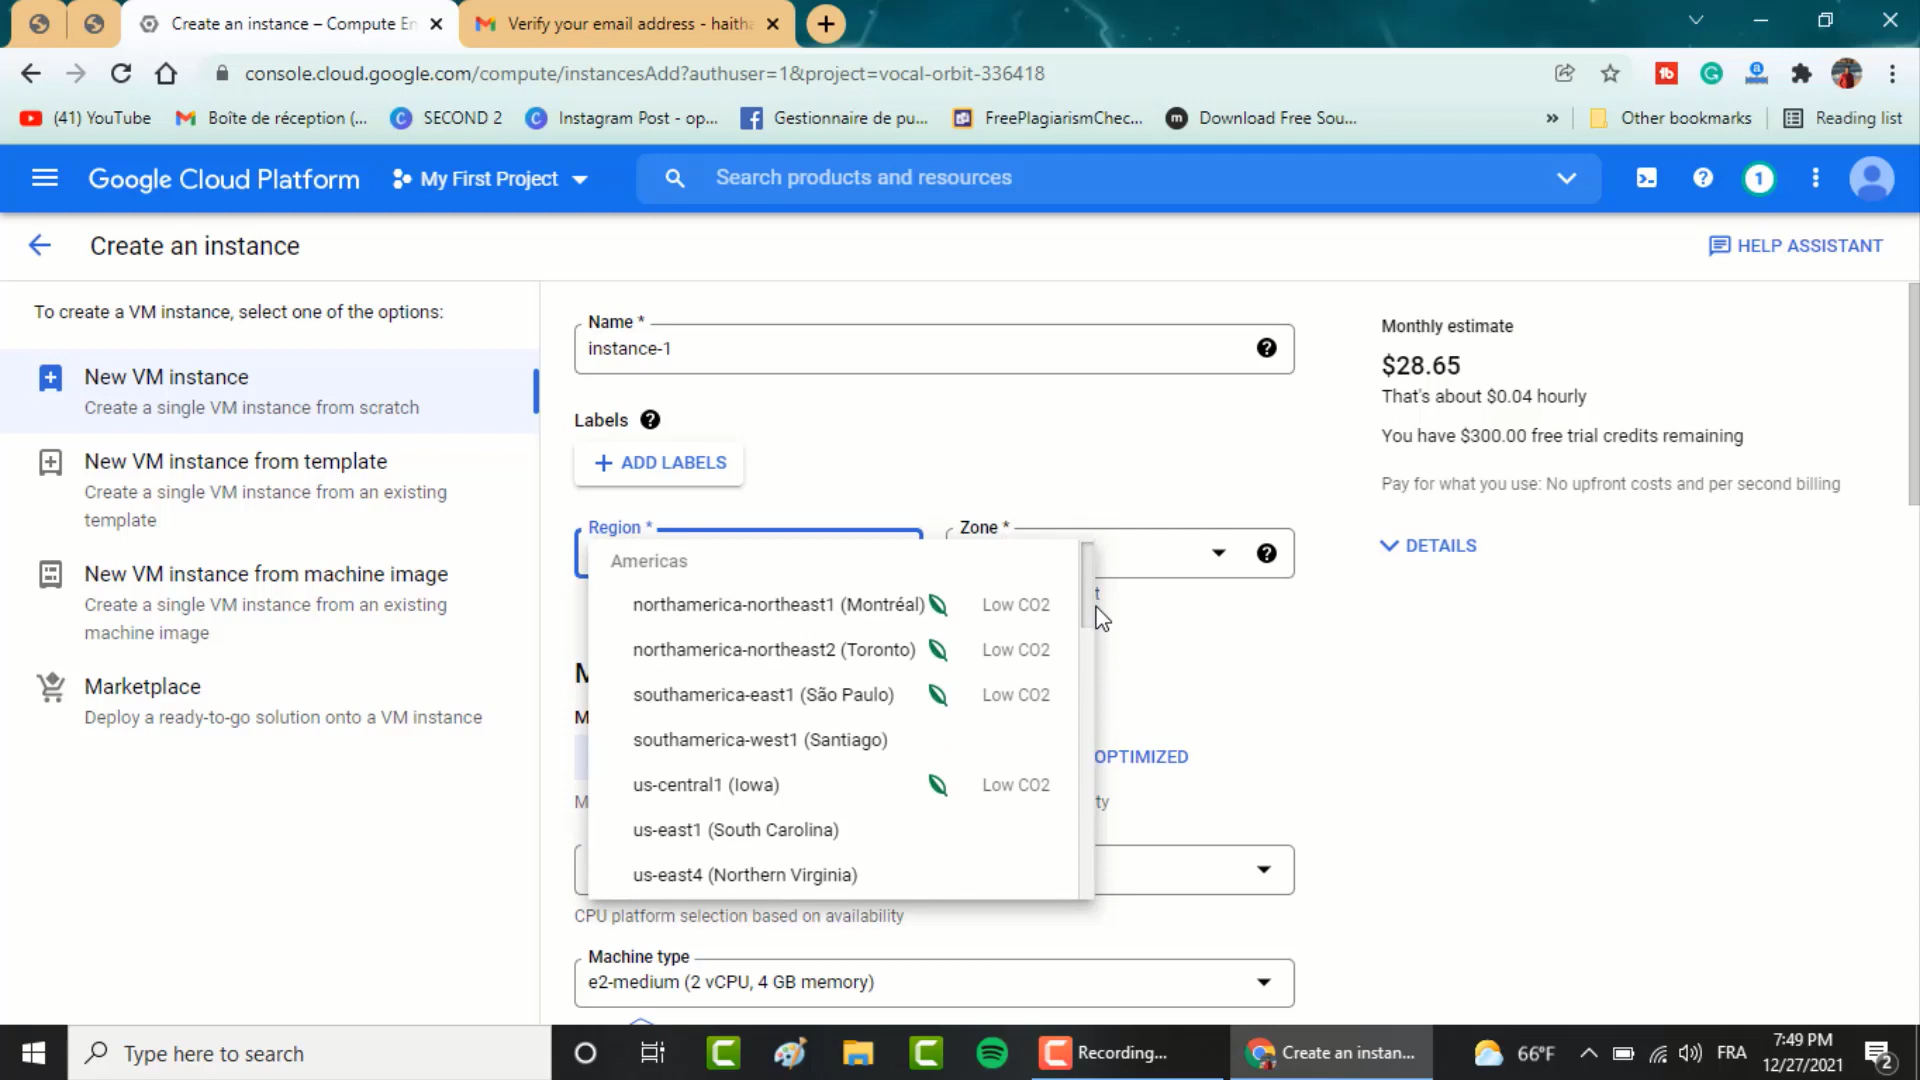 Create an instance – Compute En
Verify your email address - haitha
console.cloud.google.com/compute/instancesAdd?authuser=1&project=vocal-orbit-336418
(41) YouTube
Boîte de réception (...
SECOND 2
Instagram Post - op...
Gestionnaire de pu...
FreePlagiarismChec...
Download Free Sou...
»
Other bookmarks
Reading list
Google Cloud Platform
My First Project
Search products and resources
1
Create an instance
HELP ASSISTANT
To create a VM instance, select one of the options:
New VM instance
Create a single VM instance from scratch
New VM instance from template
Create a single VM instance from an existing
template
New VM instance from machine image
Create a single VM instance from an existing
machine image
Marketplace
Deploy a ready-to-go solution onto a VM instance
Name *
instance-1
Labels
+ ADD LABELS
Region *
Zone *
Americas
northamerica-northeast1 (Montréal) Low CO2
northamerica-northeast2 (Toronto) Low CO2
southamerica-east1 (São Paulo) Low CO2
southamerica-west1 (Santiago)
us-central1 (Iowa) Low CO2
us-east1 (South Carolina)
us-east4 (Northern Virginia)
OPTIMIZED
CPU platform selection based on availability
Machine type
e2-medium (2 vCPU, 4 GB memory)
Monthly estimate
$28.65
That's about $0.04 hourly
You have $300.00 free trial credits remaining
Pay for what you use: No upfront costs and per second billing
DETAILS
Type here to search
Recording...
Create an instan...
66°F
FRA
7:49 PM
12/27/2021
2